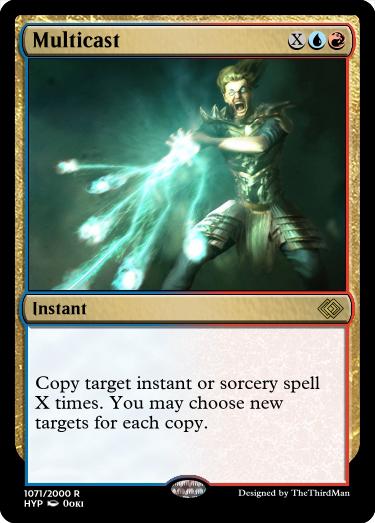 Multicast X
Instant
Copy target instant or sorcery spell
X times. You may choose new
targets for each copy.
1071/2000 R Designed by TheThirdMan
HYP OOKI